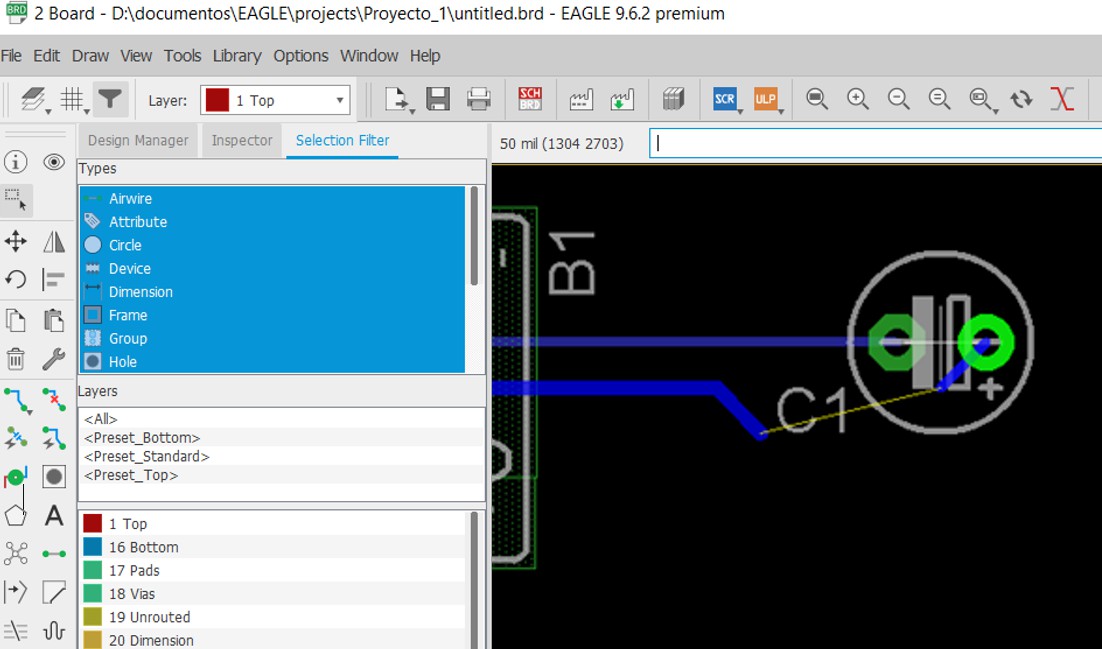 2 Board - D:\documentos\EAGLE\projects\Proyecto_1\untitled.brd - EAGLE 9.6.2 premium
File Edit Draw View Tools Library Options Window Help
Layer: 1 Top SCH BRD SCR ULP
Design Manager Inspector Selection Filter
50 mil (1304 2703)
Types
Airwire
Attribute
Circle
Device
Dimension
Frame
Group
Hole
Layers
<All>
<Preset_Bottom>
<Preset_Standard>
<Preset_Top>
1 Top
16 Bottom
17 Pads
18 Vias
19 Unrouted
20 Dimension
-
B1
C1
+